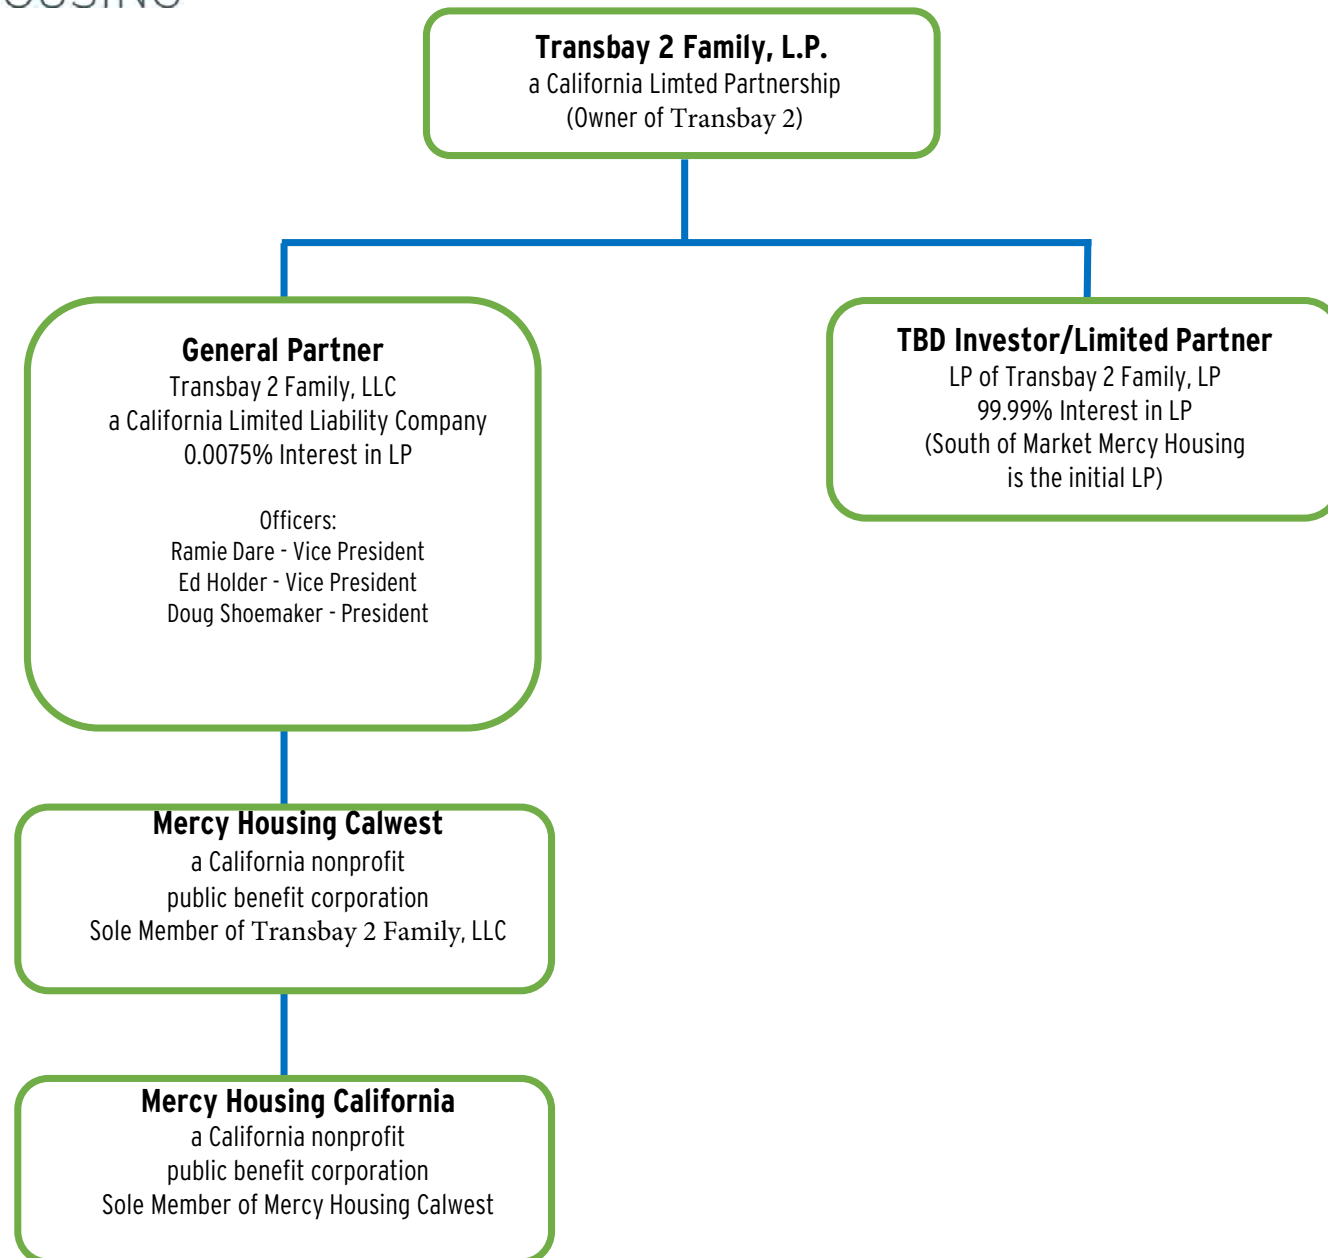 HOUSING
Transbay 2 Family, L.P.
a California Limted Partnership
(Owner of Transbay 2)
General Partner
Transbay 2 Family, LLC
a California Limited Liability Company
0.0075% Interest in LP
Officers:
Ramie Dare - Vice President
Ed Holder - Vice President
Doug Shoemaker - President
TBD Investor/Limited Partner
LP of Transbay 2 Family, LP
99.99% Interest in LP
(South of Market Mercy Housing
is the initial LP)
Mercy Housing Calwest
a California nonprofit
public benefit corporation
Sole Member of Transbay 2 Family, LLC
Mercy Housing California
a California nonprofit
public benefit corporation
Sole Member of Mercy Housing Calwest